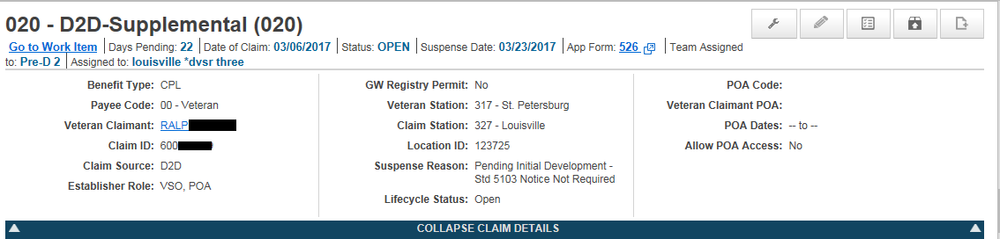 020 - D2D-Supplemental (020)
Go to Work Item Days Pending: 22 Date of Claim: 03/06/2017 Status: OPEN Suspense Date: 03/23/2017 App Form: 526 Team Assigned
to: Pre-D 2 Assigned to: louisville *dvsr three
Benefit Type: CPL
Payee Code: 00 - Veteran
Veteran Claimant: RALP
Claim ID: 600
Claim Source: D2D
Establisher Role: VSO, POA
GW Registry Permit: No
Veteran Station: 317 - St. Petersburg
Claim Station: 327 - Louisville
Location ID: 123725
Suspense Reason: Pending Initial Development -
Std 5103 Notice Not Required
Lifecycle Status: Open
POA Code:
Veteran Claimant POA:
POA Dates: -- to --
Allow POA Access: No
COLLAPSE CLAIM DETAILS